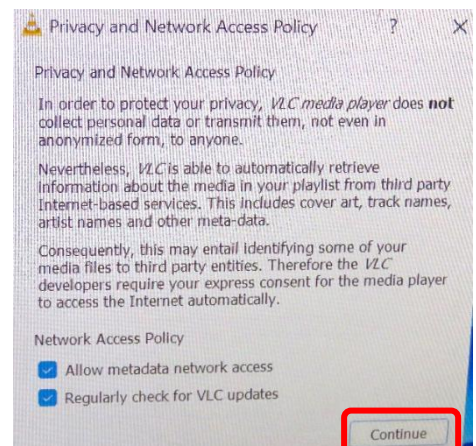 Privacy and Network Access Policy ? ×
Privacy and Network Access Policy
In order to protect your privacy, VLC media player does not
collect personal data or transmit them, not even in
anonymized form, to anyone.
Nevertheless, VLC is able to automatically retrieve
information about the media in your playlist from third party
Internet-based services. This includes cover art, track names,
artist names and other meta-data.
Consequently, this may entail identifying some of your
media files to third party entities. Therefore the VLC
developers require your express consent for the media player
to access the Internet automatically.
Network Access Policy
Allow metadata network access
Regularly check for VLC updates
Continue